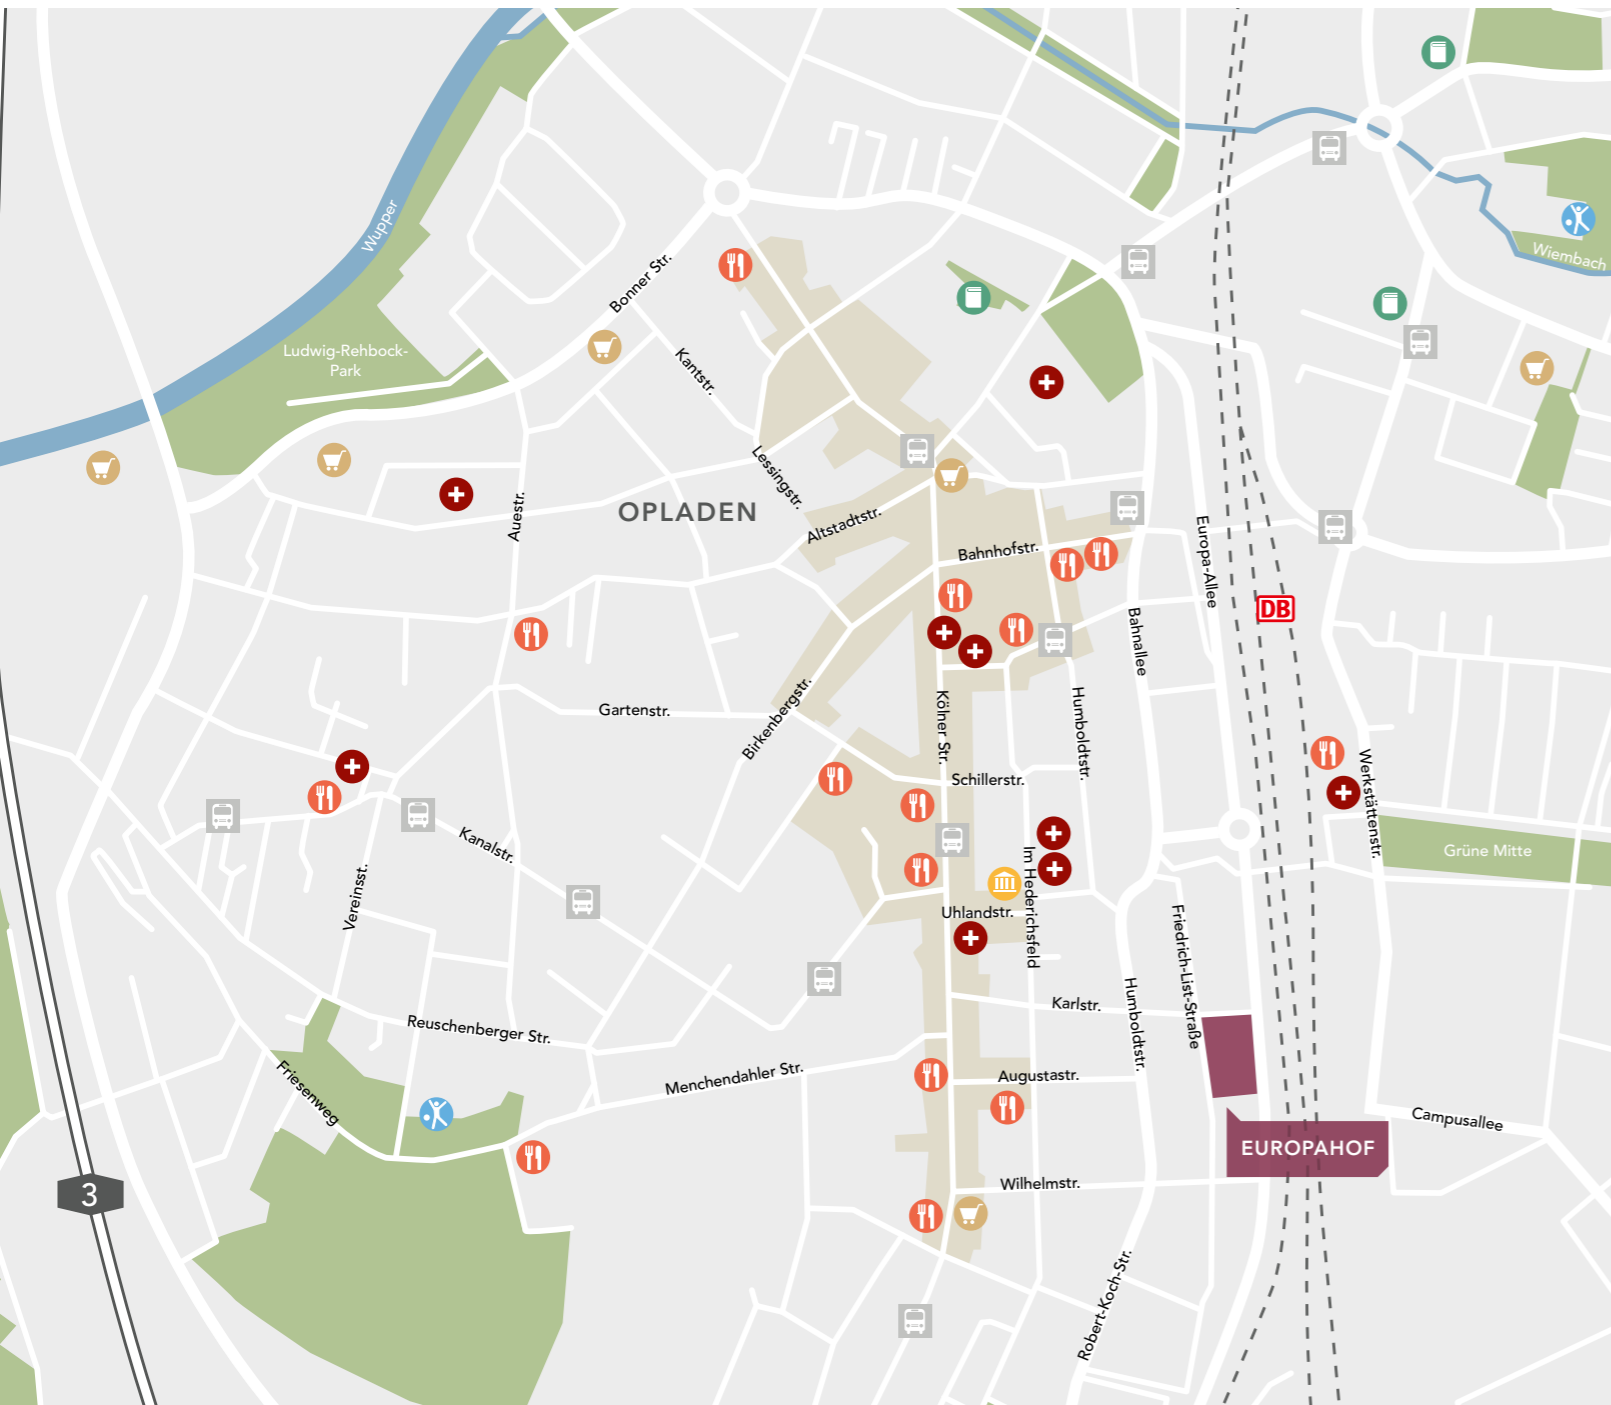 Wupper
Wiembach
Bonner Str.
Ludwig-Rehbock-
Park
Kantstr.
Lessingstr.
OPLADEN
Auestr.
Altstadtstr.
Bahnhofstr.
Europa-Allee
DB
Bahnallee
Gartenstr.
Birkenbergstr.
Kölner Str.
Humboldtstr.
Schillerstr.
Werkstättenstr.
Kanalstr.
Grüne Mitte
Vereinsst.
Im Hederichsfeld
Uhlandstr.
Friedrich-List-Straße
Karlstr.
Humboldtstr.
Reuschenberger Str.
Menchendahler Str.
Augustastr.
Friesenweg
Campusallee
EUROPAHOF
3
Wilhelmstr.
Robert-Koch-Str.